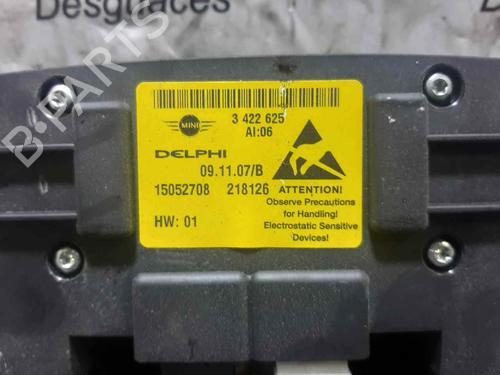 Desguaces
B-PARTS
MINI
3 422 625
AI:06
DELPHI
09.11.07/B
15052708 218126
ATTENTION!
HW: 01
Observe Precautions
for Handling!
Electrostatic Sensitive
Devices!